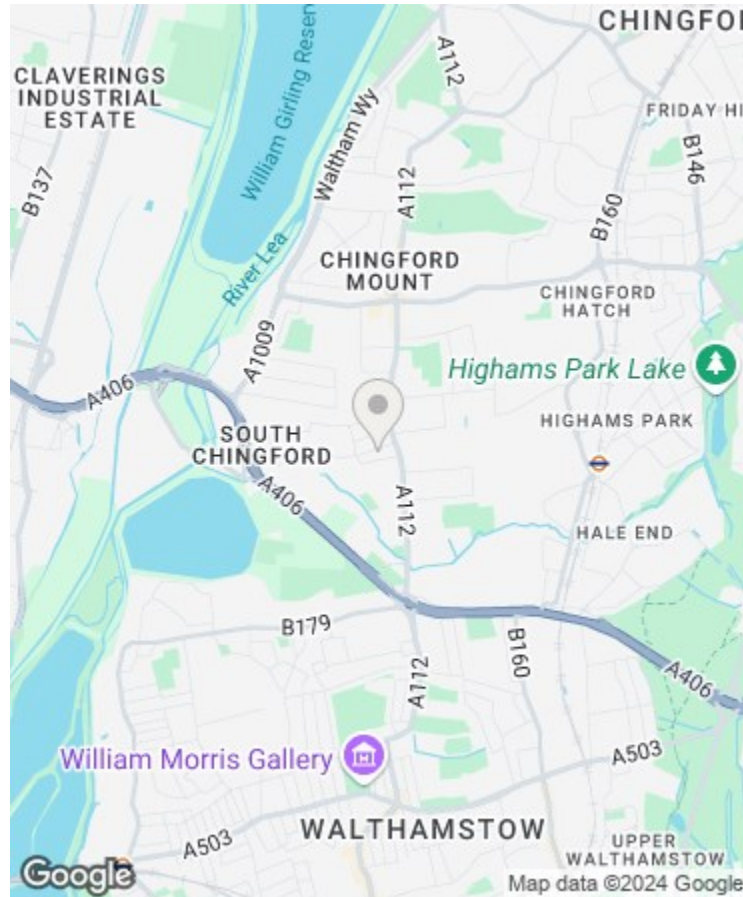 CHINGFO
A112
CLAVERINGS
INDUSTRIAL
ESTATE
William Girling Reser
Waltham Wy
FRIDAY HI
B137
B146
A112
B160
River Lea
CHINGFORD
MOUNT
CHINGFORD
HATCH
A1009
Highams Park Lake
A406
HIGHAMS PARK
SOUTH
CHINGFORD
A406
A112
HALE END
B179
B160
A112
A406
William Morris Gallery
A503
A503
WALTHAMSTOW
UPPER
WALTHAMSTOW
Google
Map data ©2024 Google